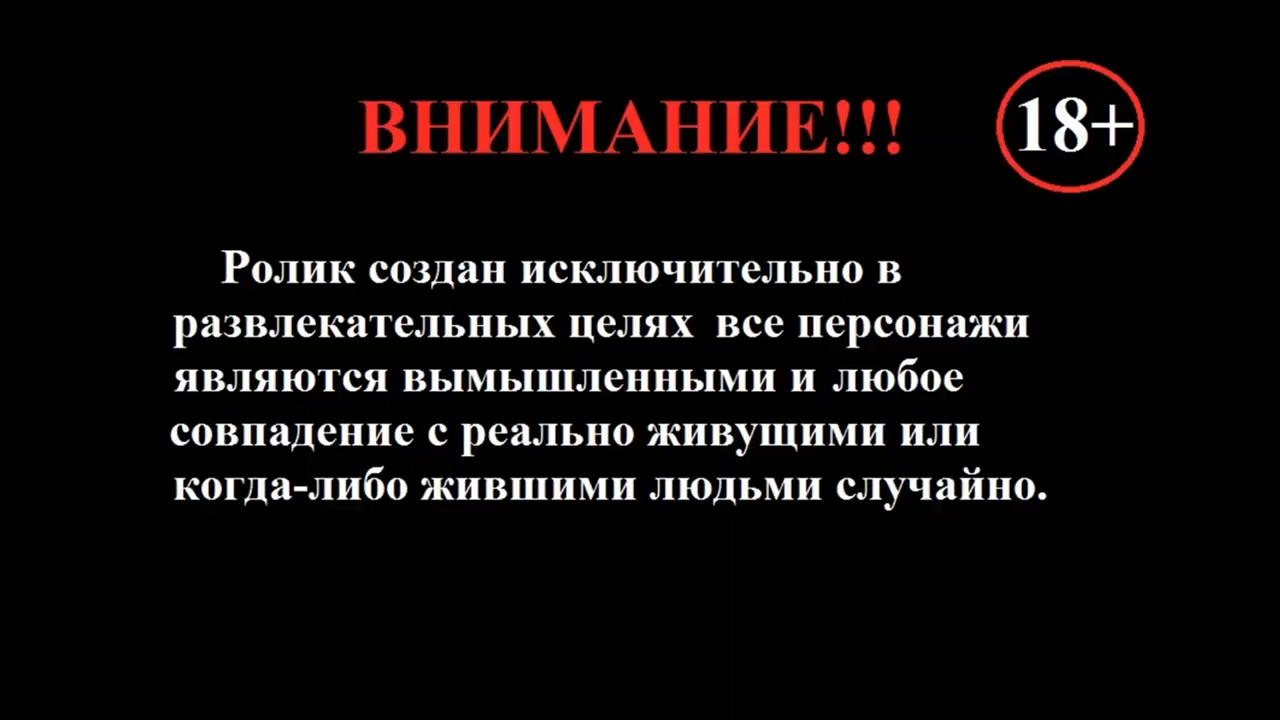 ВНИМАНИЕ!!!
18+
Ролик создан исключительно в
развлекательных целях все персонажи
являются вымышленными и любое
совпадение с реально живущими или
когда-либо жившими людьми случайно.